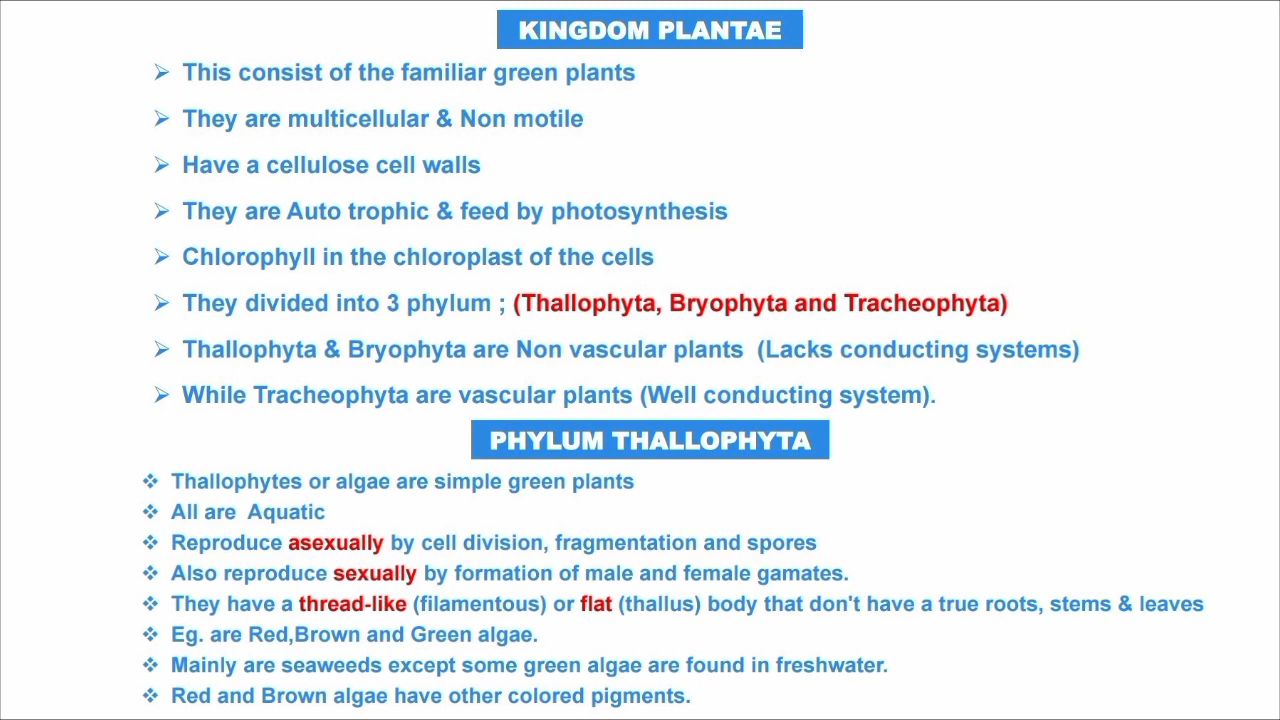 KINGDOM PLANTAE
➢ This consist of the familiar green plants
➢ They are multicellular & Non motile
➢ Have a cellulose cell walls
➢ They are Auto trophic & feed by photosynthesis
➢ Chlorophyll in the chloroplast of the cells
➢ They divided into 3 phylum ; (Thallophyta, Bryophyta and Tracheophyta)
➢ Thallophyta & Bryophyta are Non vascular plants (Lacks conducting systems)
➢ While Tracheophyta are vascular plants (Well conducting system).
PHYLUM THALLOPHYTA
❖ Thallophytes or algae are simple green plants
❖ All are Aquatic
❖ Reproduce asexually by cell division, fragmentation and spores
❖ Also reproduce sexually by formation of male and female gamates.
❖ They have a thread-like (filamentous) or flat (thallus) body that don't have a true roots, stems & leaves
❖ Eg. are Red,Brown and Green algae.
❖ Mainly are seaweeds except some green algae are found in freshwater.
❖ Red and Brown algae have other colored pigments.